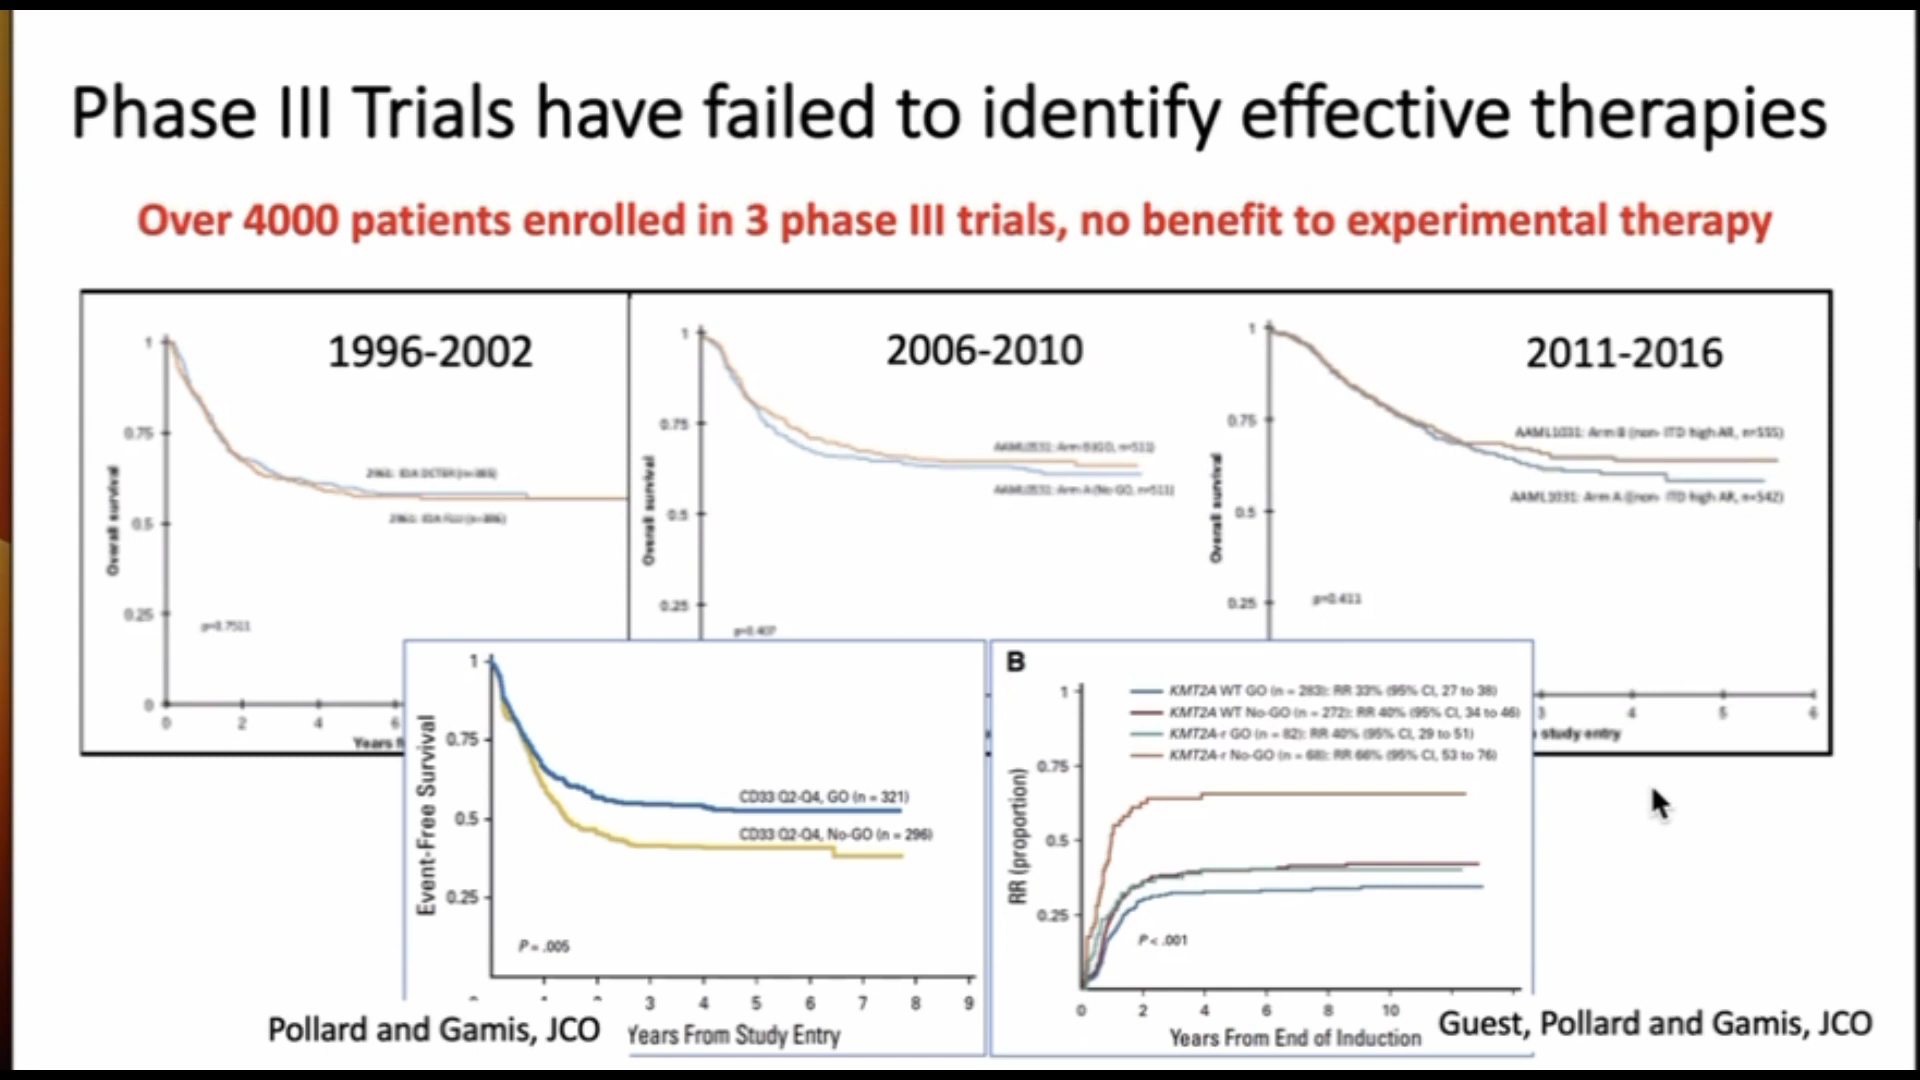 Phase III Trials have failed to identify effective therapies
Over 4000 patients enrolled in 3 phase III trials, no benefit to experimental therapy
1996-2002
1
0.75
0.5
0.25
0
Overall survival
2961: IDA DCTER (n=
2961: IDA FLU (n=
p=0.7511
0
2
4
6
Years
2006-2010
1
0.75
0.5
0.25
Overall survival
AAML0531: Arm B (GO, n=511)
AAML0531: Arm A (No GO, n=511)
p=0.407
2011-2016
1
0.75
0.5
0.25
Overall survival
AAML1031: Arm B (non- ITD high AR, n=555)
AAML1031: Arm A ((non- ITD high AR, n=542)
p=0.411
3
4
5
6
study entry
1
0.75
0.5
0.25
Event-Free Survival
CD33 Q2-Q4, GO (n = 321)
CD33 Q2-Q4, No-GO (n = 296)
P = .005
3
4
5
6
7
8
9
Years From Study Entry
Pollard and Gamis, JCO
B
KMT2A WT GO (n = 283): RR 33% (95% CI, 27 to 38)
KMT2A WT No-GO (n = 272): RR 40% (95% CI, 34 to 46)
KMT2A-r GO (n = 82): RR 40% (95% CI, 29 to 51)
KMT2A-r No-GO (n = 68): RR 66% (95% CI, 53 to 76)
1
0.75
0.5
0.25
RR (proportion)
P < .001
0
2
4
6
8
10
Years From End of Induction
Guest, Pollard and Gamis, JCO